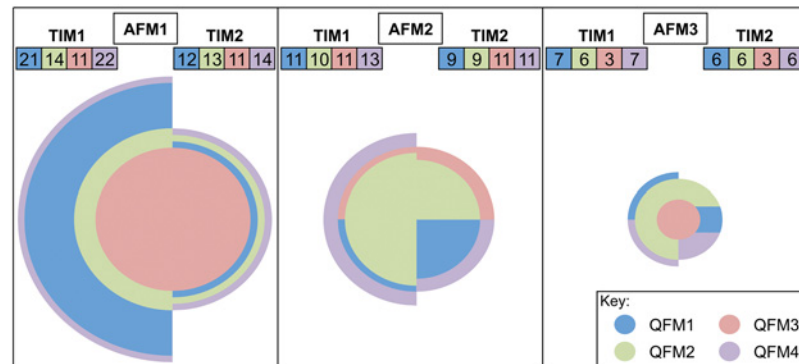 AFM1
TIM1 TIM2
21 14 11 22 12 13 11 14
AFM2
TIM1 TIM2
11 10 11 13 9 9 11 11
AFM3
TIM1 TIM2
7 6 3 7 6 6 3 6
Key:
QFM1 QFM3
QFM2 QFM4